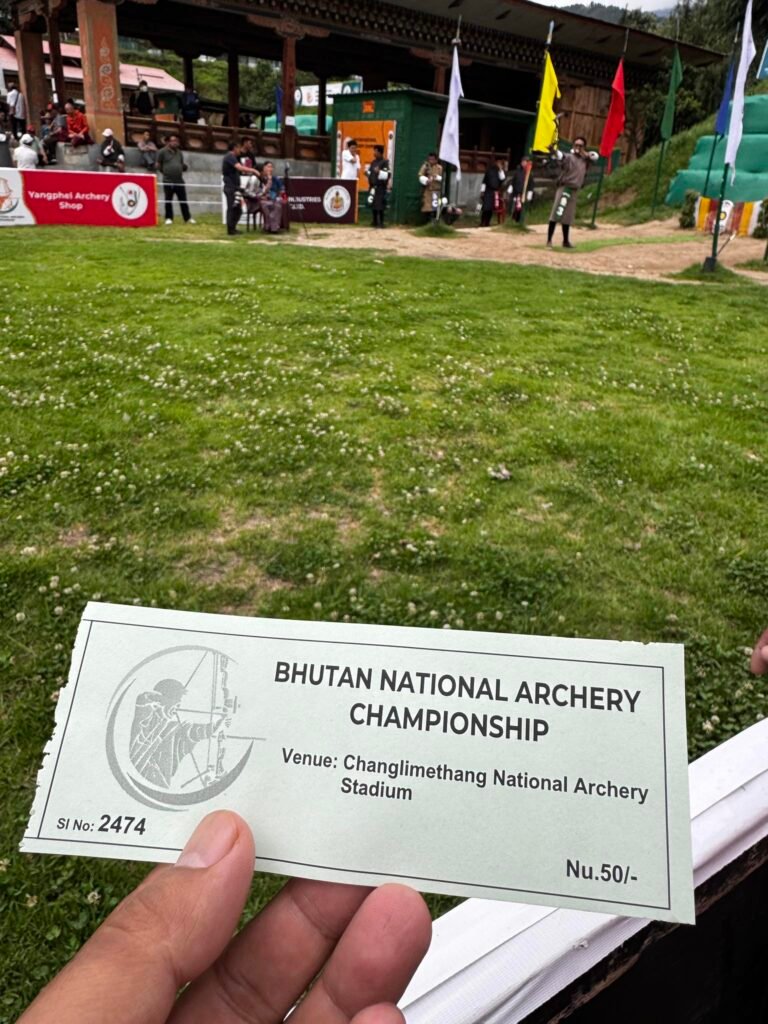 Yangphel Archery
Shop
BHUTAN NATIONAL ARCHERY
CHAMPIONSHIP
Venue: Changlimethang National Archery
Stadium
Sl No: 2474
Nu.50/-